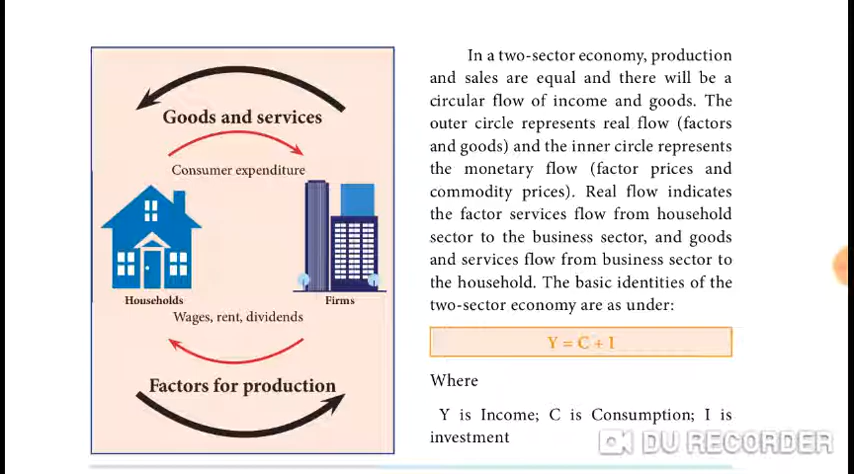 Goods and services
Consumer expenditure
Households
Firms
Wages, rent, dividends
Factors for production
In a two-sector economy, production
and sales are equal and there will be a
circular flow of income and goods. The
outer circle represents real flow (factors
and goods) and the inner circle represents
the monetary flow (factor prices and
commodity prices). Real flow indicates
the factor services flow from household
sector to the business sector, and goods
and services flow from business sector to
the household. The basic identities of the
two-sector economy are as under:
Y = C + I
Where
Y is Income; C is Consumption; I is
investment
DU RECORDER